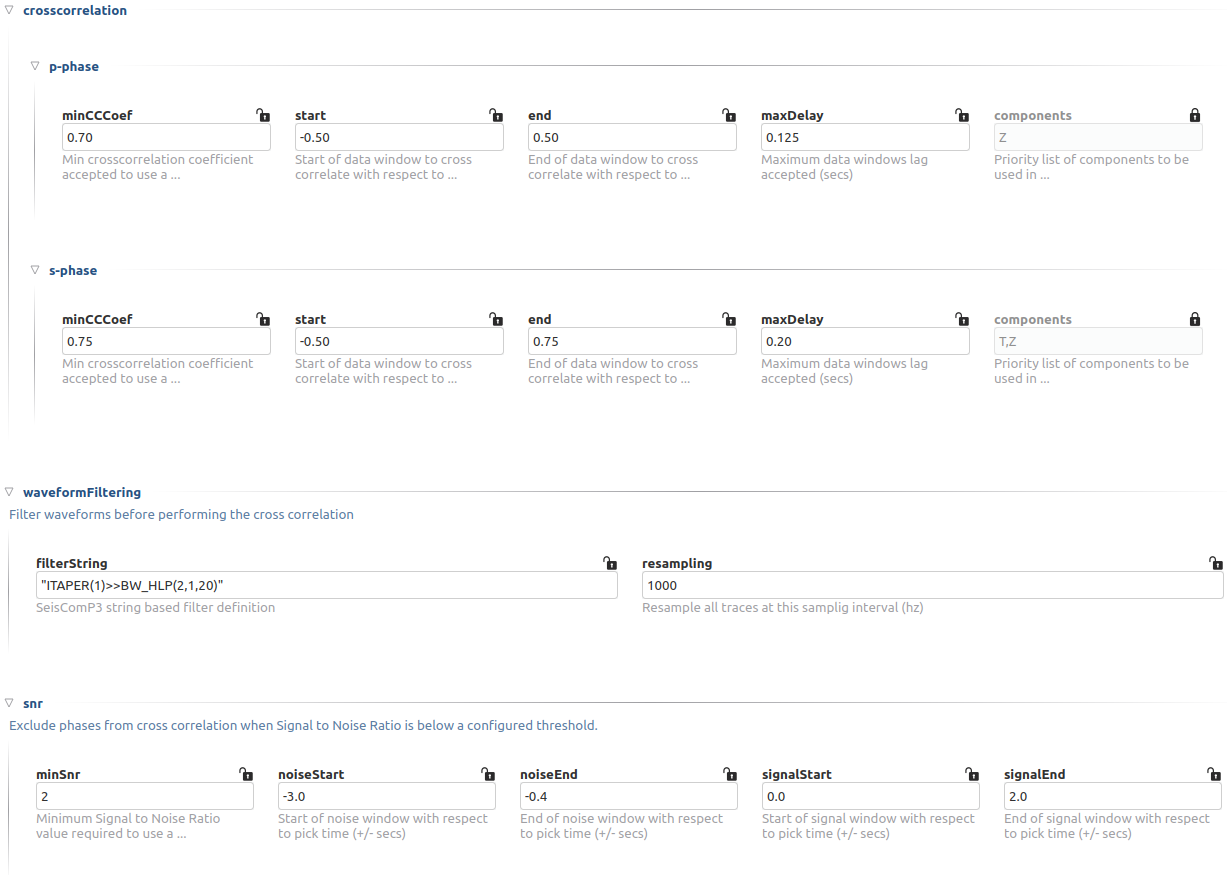 crosscorrelation
p-phase
minCCCoef start end maxDelay components
0.70 -0.50 0.50 0.125 Z
Min crosscorrelation coefficient Start of data window to cross End of data window to cross Maximum data windows lag Priority list of components to be
accepted to use a ... correlate with respect to ... correlate with respect to ... accepted (secs) used in ...
s-phase
minCCCoef start end maxDelay components
0.75 -0.50 0.75 0.20 T,Z
Min crosscorrelation coefficient Start of data window to cross End of data window to cross Maximum data windows lag Priority list of components to be
accepted to use a ... correlate with respect to ... correlate with respect to ... accepted (secs) used in ...
waveformFiltering
Filter waveforms before performing the cross correlation
filterString resampling
"ITAPER(1)>>BW_HLP(2,1,20)" 1000
SeisComP3 string based filter definition Resample all traces at this samplig interval (hz)
snr
Exclude phases from cross correlation when Signal to Noise Ratio is below a configured threshold.
minSnr noiseStart noiseEnd signalStart signalEnd
2 -3.0 -0.4 0.0 2.0
Minimum Signal to Noise Ratio Start of noise window with respect End of noise window with respect Start of signal window with respect End of signal window with respect
value required to use a ... to pick time (+/- secs) to pick time (+/- secs) to pick time (+/- secs) to pick time (+/- secs)